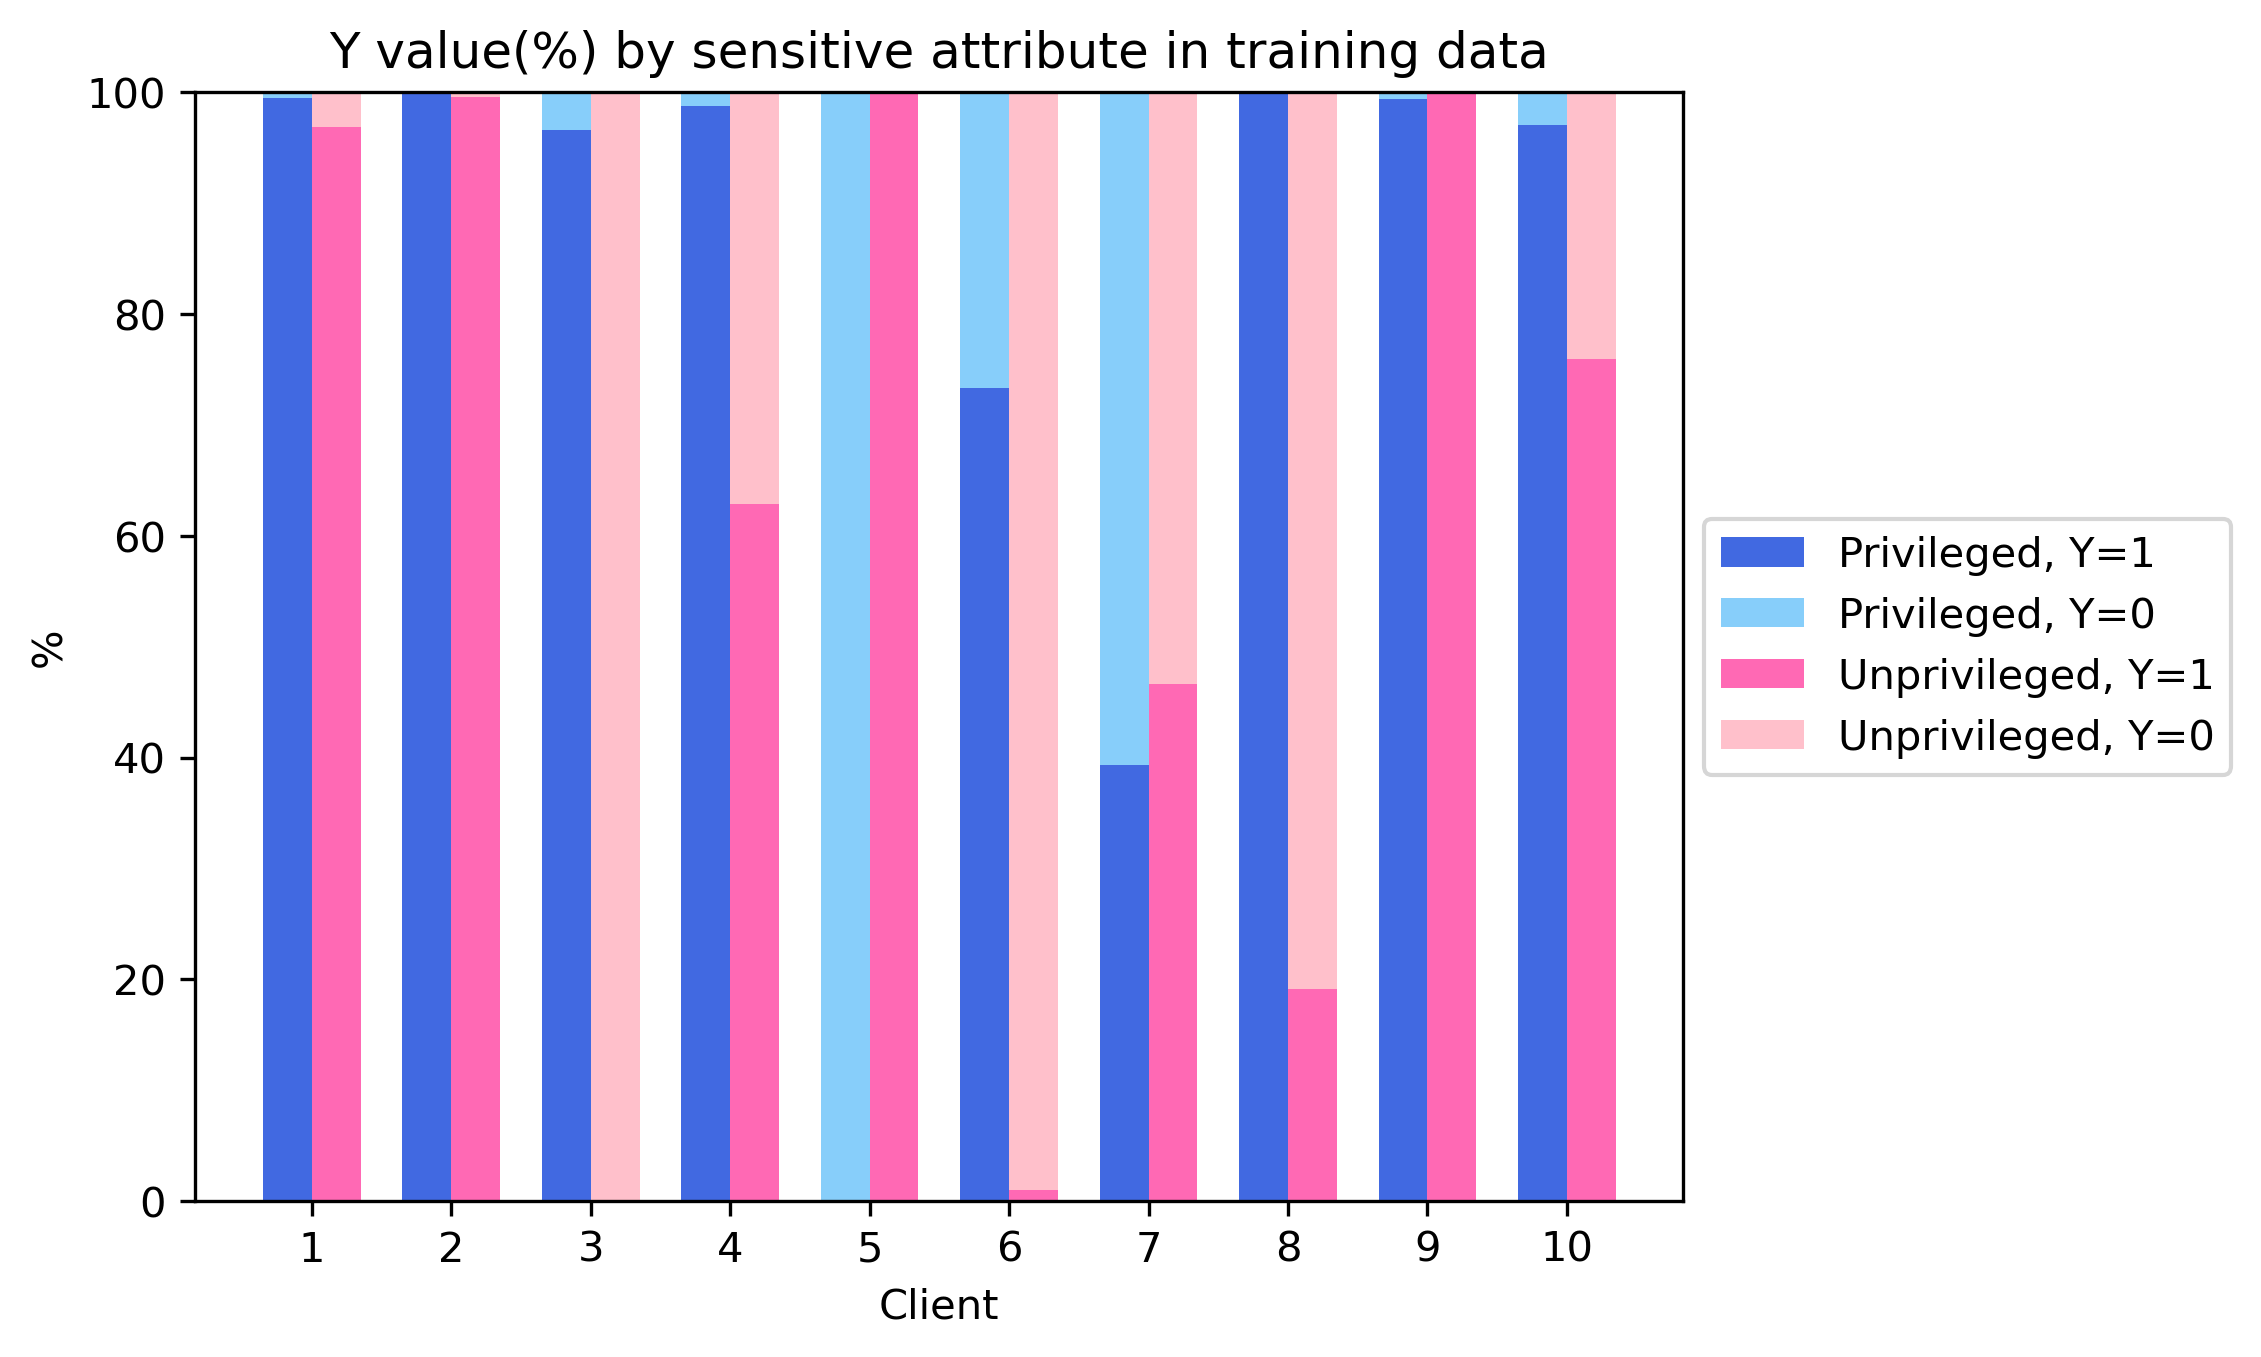 Y value(%) by sensitive attribute in training data
100
80
60
40
20
0
%
1 2 3 4 5 6 7 8 9 10
Client
Privileged, Y=1
Privileged, Y=0
Unprivileged, Y=1
Unprivileged, Y=0